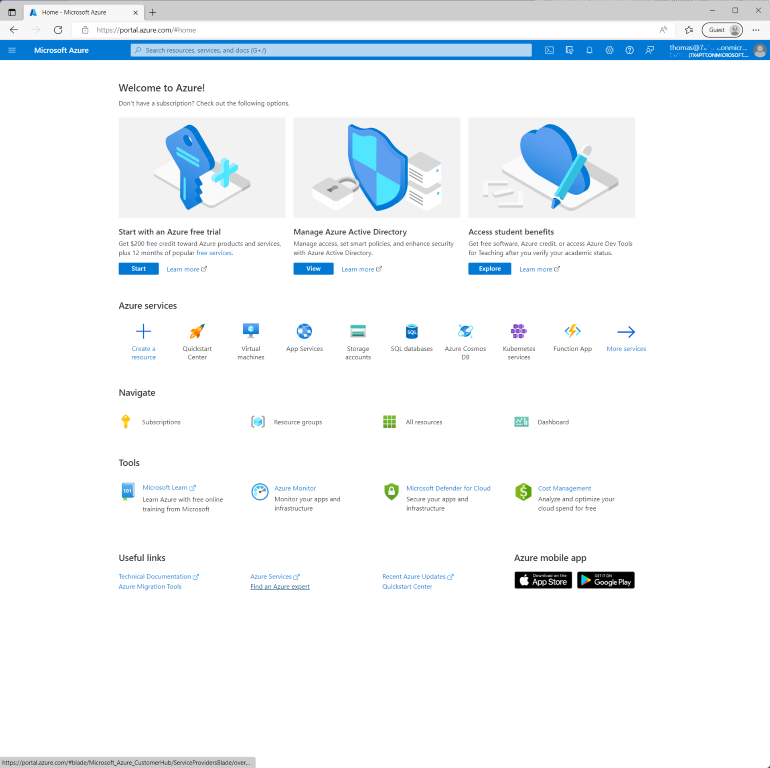 Home - Microsoft Azure
https://portal.azure.com/#home
Guest
Microsoft Azure
Search resources, services, and docs (G+/)
Welcome to Azure!
Don't have a subscription? Check out the following options.
Start with an Azure free trial
Get $200 free credit toward Azure products and services,
plus 12 months of popular free services.
Start
Learn more
Manage Azure Active Directory
Manage access, set smart policies, and enhance security
with Azure Active Directory.
View
Learn more
Access student benefits
Get free software, Azure credit, or access Azure Dev Tools
for Teaching after you verify your academic status.
Explore
Learn more
Azure services
Create a
resource
Quickstart
Center
Virtual
machines
App Services
Storage
accounts
SQL
SQL databases
Azure Cosmos
DB
Kubernetes
services
Function App
More services
Navigate
Subscriptions
Resource groups
All resources
Dashboard
Tools
101
Microsoft Learn
Learn Azure with free online
training from Microsoft
Azure Monitor
Monitor your apps and
infrastructure
Microsoft Defender for Cloud
Secure your apps and
infrastructure
$
Cost Management
Analyze and optimize your
cloud spend for free
Useful links
Technical Documentation
Azure Migration Tools
Azure Services
Find an Azure expert
Recent Azure Updates
Quickstart Center
Azure mobile app
Download on the
App Store
GET IT ON
Google Play
https://portal.azure.com/#blade/Microsoft_Azure_CustomerHub/ServiceProvidersBlade/over...